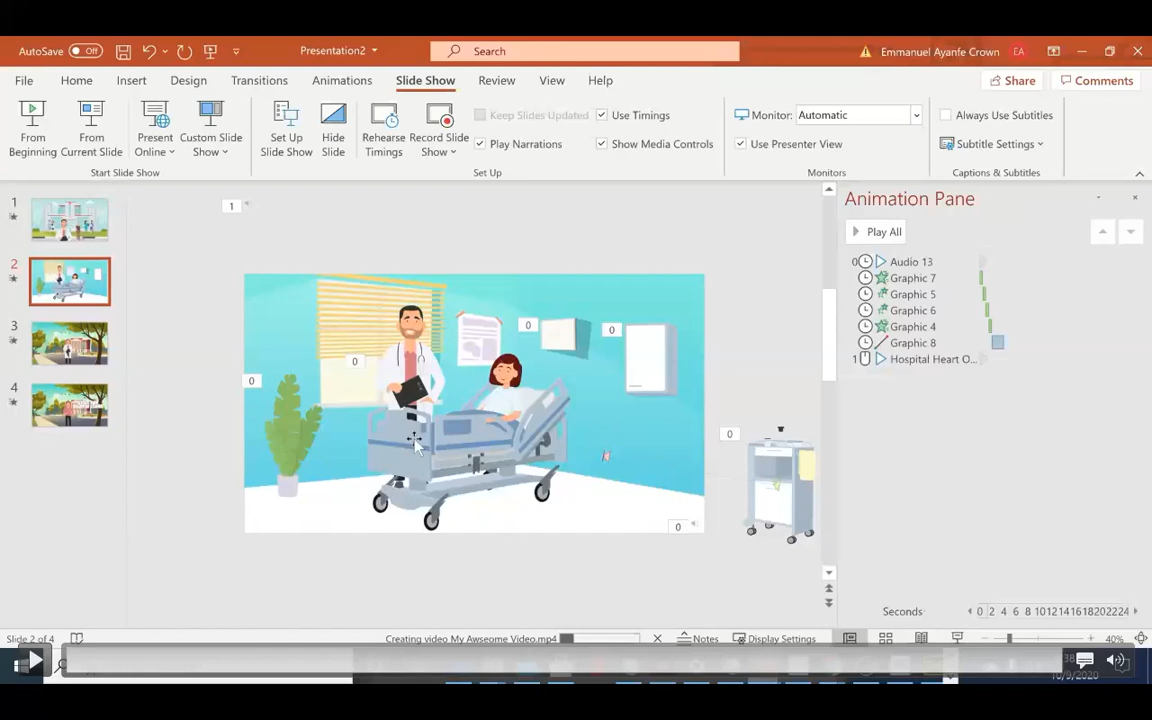 AutoSave Off Presentation2 Search Emmanuel Ayanfe Crown EA
File Home Insert Design Transitions Animations Slide Show Review View Help Share Comments
From Beginning
From Current Slide
Present Online
Custom Slide Show
Set Up Slide Show
Hide Slide
Rehearse Timings
Record Slide Show
Keep Slides Updated
Play Narrations
Use Timings
Show Media Controls
Monitor: Automatic
Use Presenter View
Always Use Subtitles
Subtitle Settings
Start Slide Show
Set Up
Monitors
Captions & Subtitles
1
2
3
4
1
0
0
0
0
0
0
Animation Pane
Play All
0 Audio 13
Graphic 7
Graphic 5
Graphic 6
Graphic 4
Graphic 8
1 Hospital Heart O...
Seconds 0 2 4 6 8 10 12 14 16 18 20 22 24
Slide 2 of 4 Creating video My Awseome Video.mp4 Notes Display Settings 40%
10/9/2020